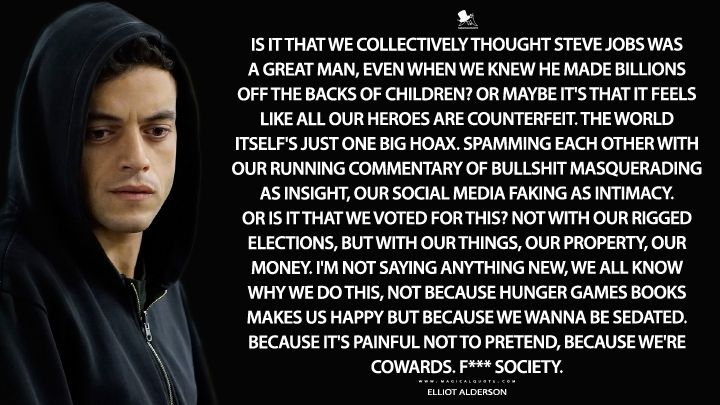 IS IT THAT WE COLLECTIVELY THOUGHT STEVE JOBS WAS
A GREAT MAN, EVEN WHEN WE KNEW HE MADE BILLIONS
OFF THE BACKS OF CHILDREN? OR MAYBE IT'S THAT IT FEELS
LIKE ALL OUR HEROES ARE COUNTERFEIT. THE WORLD
ITSELF'S JUST ONE BIG HOAX. SPAMMING EACH OTHER WITH
OUR RUNNING COMMENTARY OF BULLSHIT MASQUERADING
AS INSIGHT, OUR SOCIAL MEDIA FAKING AS INTIMACY.
OR IS IT THAT WE VOTED FOR THIS? NOT WITH OUR RIGGED
ELECTIONS, BUT WITH OUR THINGS, OUR PROPERTY, OUR
MONEY. I'M NOT SAYING ANYTHING NEW, WE ALL KNOW
WHY WE DO THIS, NOT BECAUSE HUNGER GAMES BOOKS
MAKES US HAPPY BUT BECAUSE WE WANNA BE SEDATED.
BECAUSE IT'S PAINFUL NOT TO PRETEND, BECAUSE WE'RE
COWARDS. F*** SOCIETY.
WWW.MAGICALQUOTE.COM
ELLIOT ALDERSON